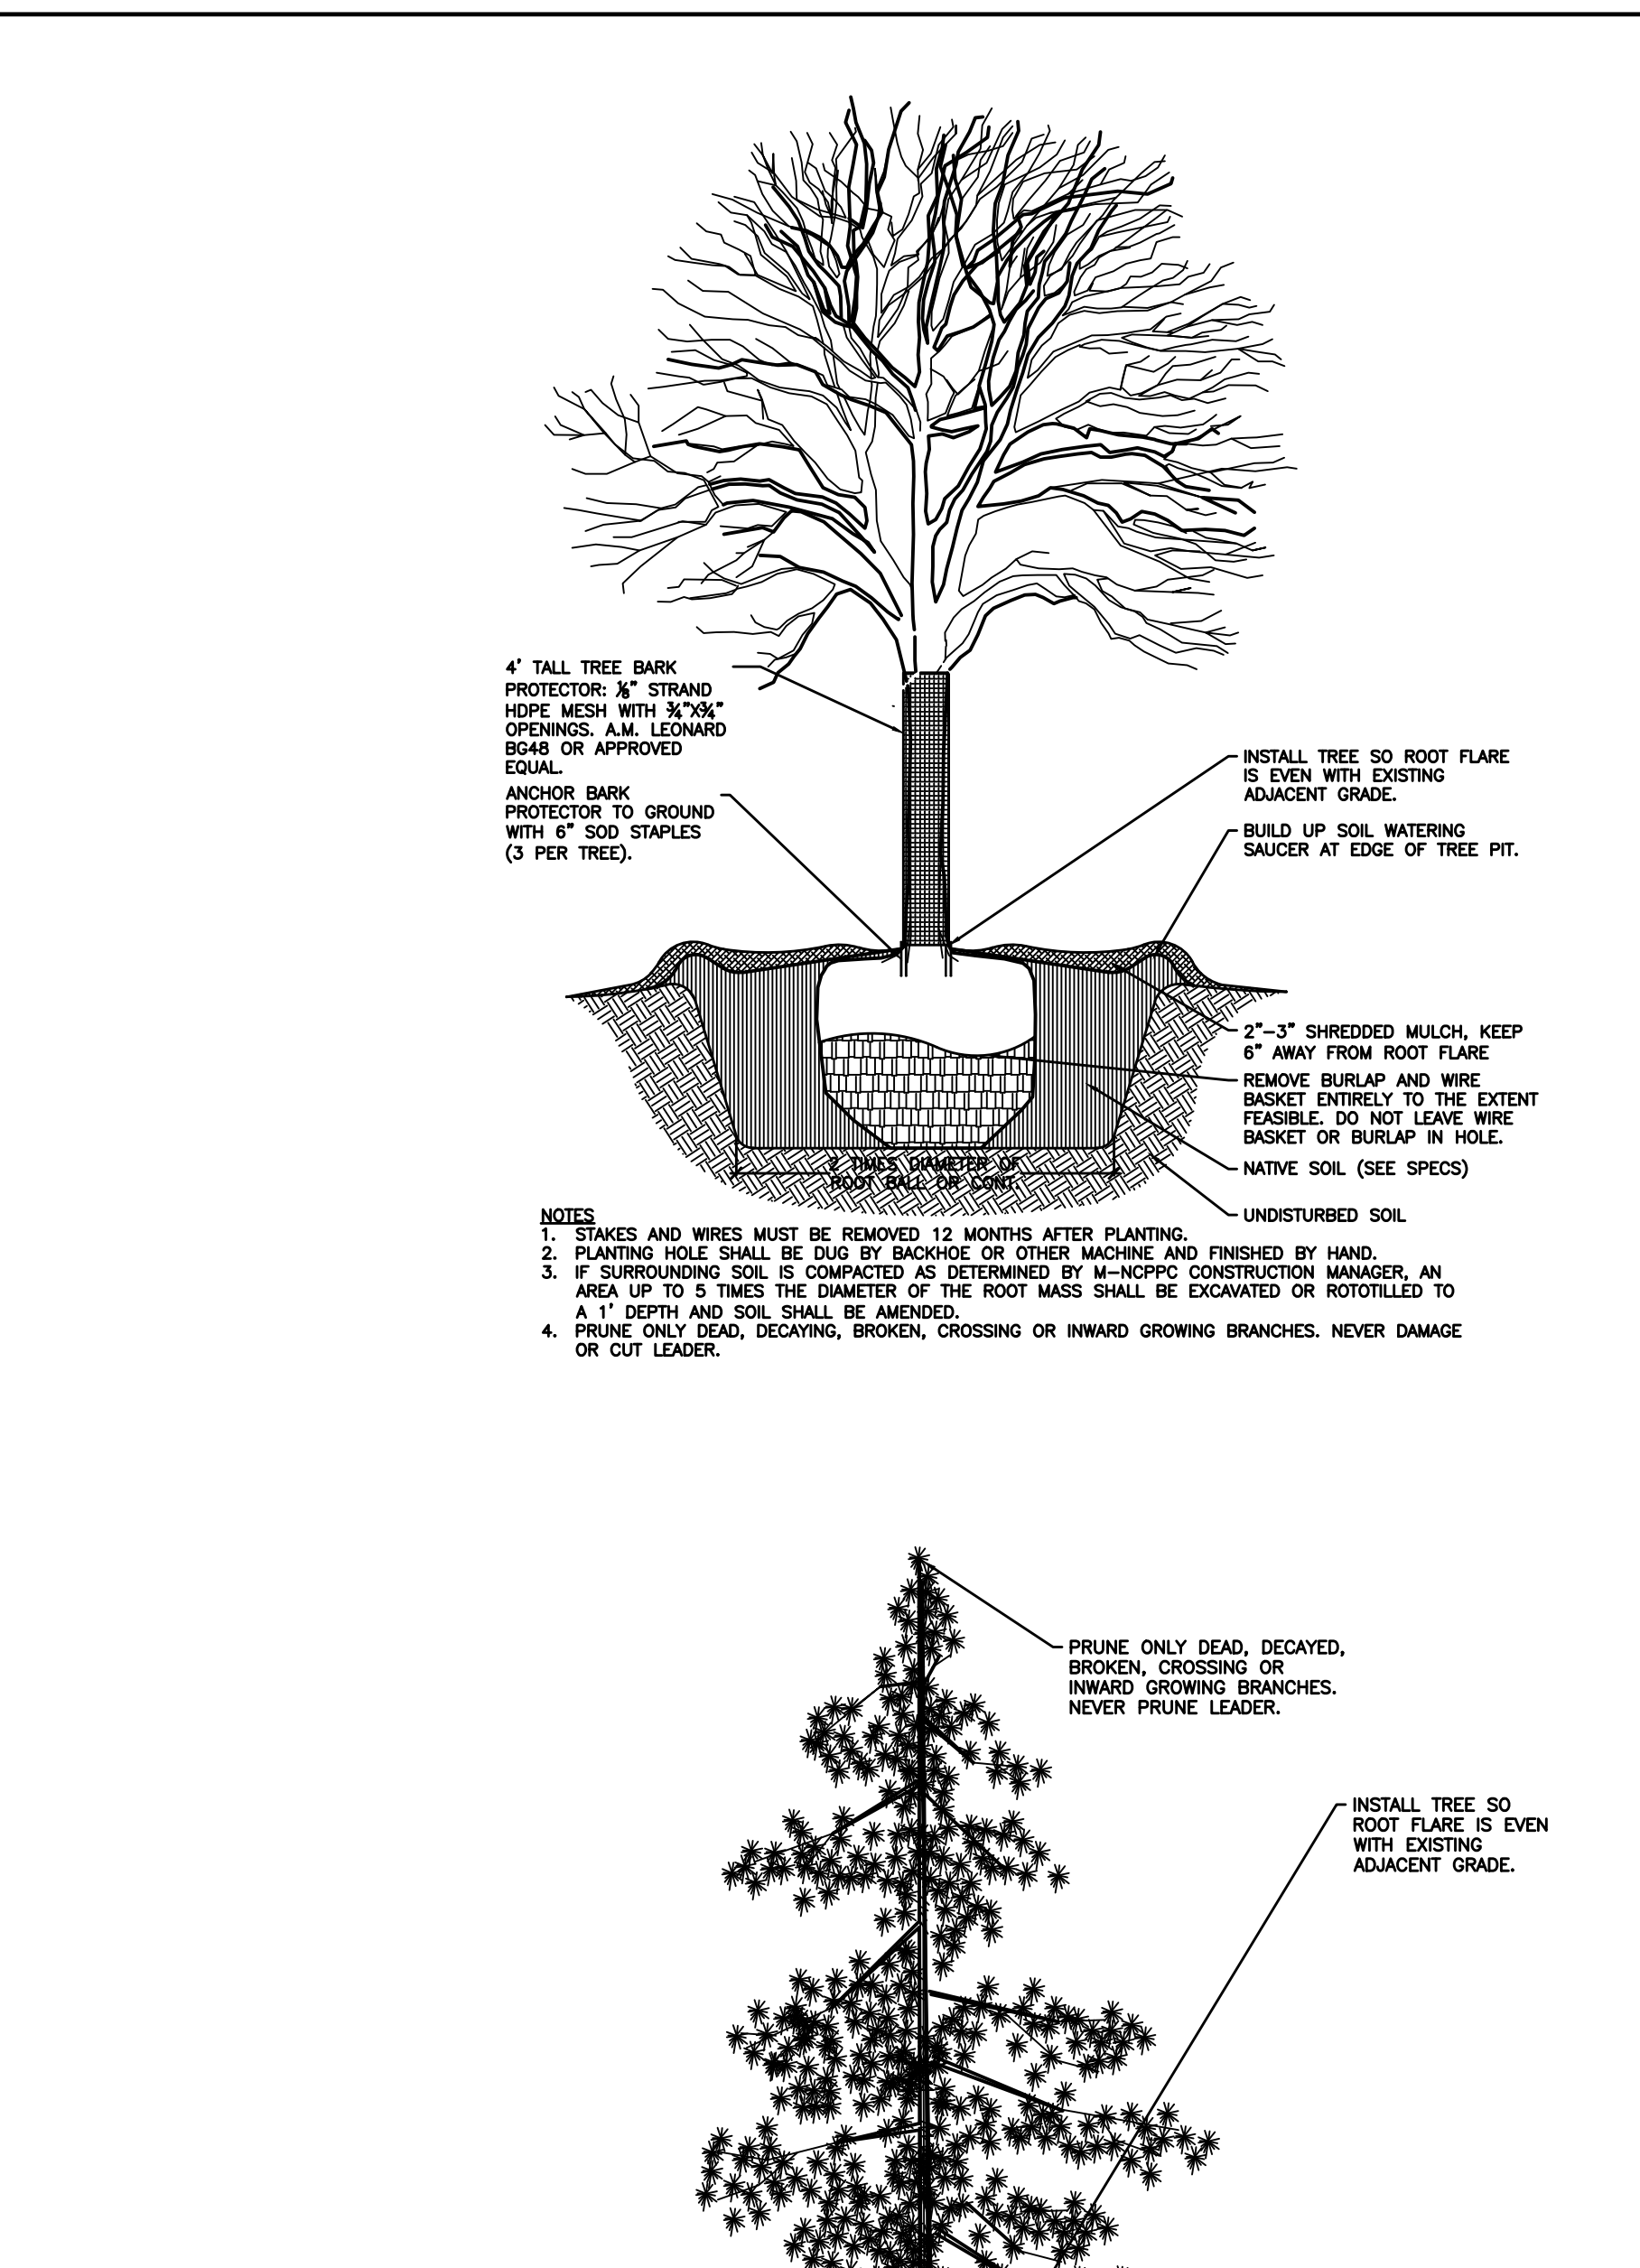 4' TALL TREE BARK
PROTECTOR: ⅛" STRAND
HDPE MESH WITH ¾"X¾"
OPENINGS. A.M. LEONARD
BG48 OR APPROVED
EQUAL.
ANCHOR BARK
PROTECTOR TO GROUND
WITH 6" SOD STAPLES
(3 PER TREE).
INSTALL TREE SO ROOT FLARE
IS EVEN WITH EXISTING
ADJACENT GRADE.
BUILD UP SOIL WATERING
SAUCER AT EDGE OF TREE PIT.
2"-3" SHREDDED MULCH, KEEP
6" AWAY FROM ROOT FLARE
REMOVE BURLAP AND WIRE
BASKET ENTIRELY TO THE EXTENT
FEASIBLE. DO NOT LEAVE WIRE
BASKET OR BURLAP IN HOLE.
NATIVE SOIL (SEE SPECS)
UNDISTURBED SOIL
2 TIMES DIAMETER OF
ROOT BALL OR CONT.
NOTES
1. STAKES AND WIRES MUST BE REMOVED 12 MONTHS AFTER PLANTING.
2. PLANTING HOLE SHALL BE DUG BY BACKHOE OR OTHER MACHINE AND FINISHED BY HAND.
3. IF SURROUNDING SOIL IS COMPACTED AS DETERMINED BY M-NCPPC CONSTRUCTION MANAGER, AN
AREA UP TO 5 TIMES THE DIAMETER OF THE ROOT MASS SHALL BE EXCAVATED OR ROTOTILLED TO
A 1' DEPTH AND SOIL SHALL BE AMENDED.
4. PRUNE ONLY DEAD, DECAYING, BROKEN, CROSSING OR INWARD GROWING BRANCHES. NEVER DAMAGE
OR CUT LEADER.
PRUNE ONLY DEAD, DECAYED,
BROKEN, CROSSING OR
INWARD GROWING BRANCHES.
NEVER PRUNE LEADER.
INSTALL TREE SO
ROOT FLARE IS EVEN
WITH EXISTING
ADJACENT GRADE.